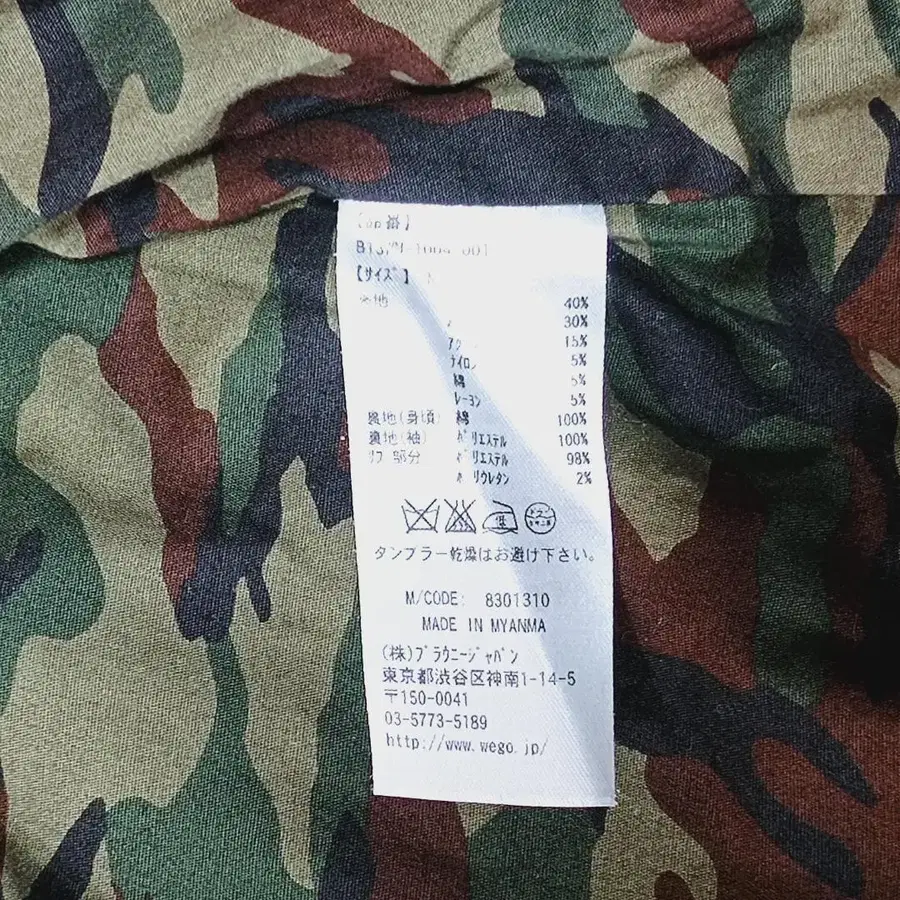 【品番】
【サイズ】
表地 40%
30%
15%
ナイロン 5%
綿 5%
レーヨン 5%
裏地(身頃) 綿 100%
裏地(袖) ポリエステル 100%
リブ部分 ポリエステル 98%
ポリウレタン 2%
タンブラー乾燥はお避け下さい。
M/CODE: 8301310
MADE IN MYANMA
(株)ブラウニージャパン
東京都渋谷区神南1-14-5
〒150-0041
03-5773-5189
http://www.wego.jp/